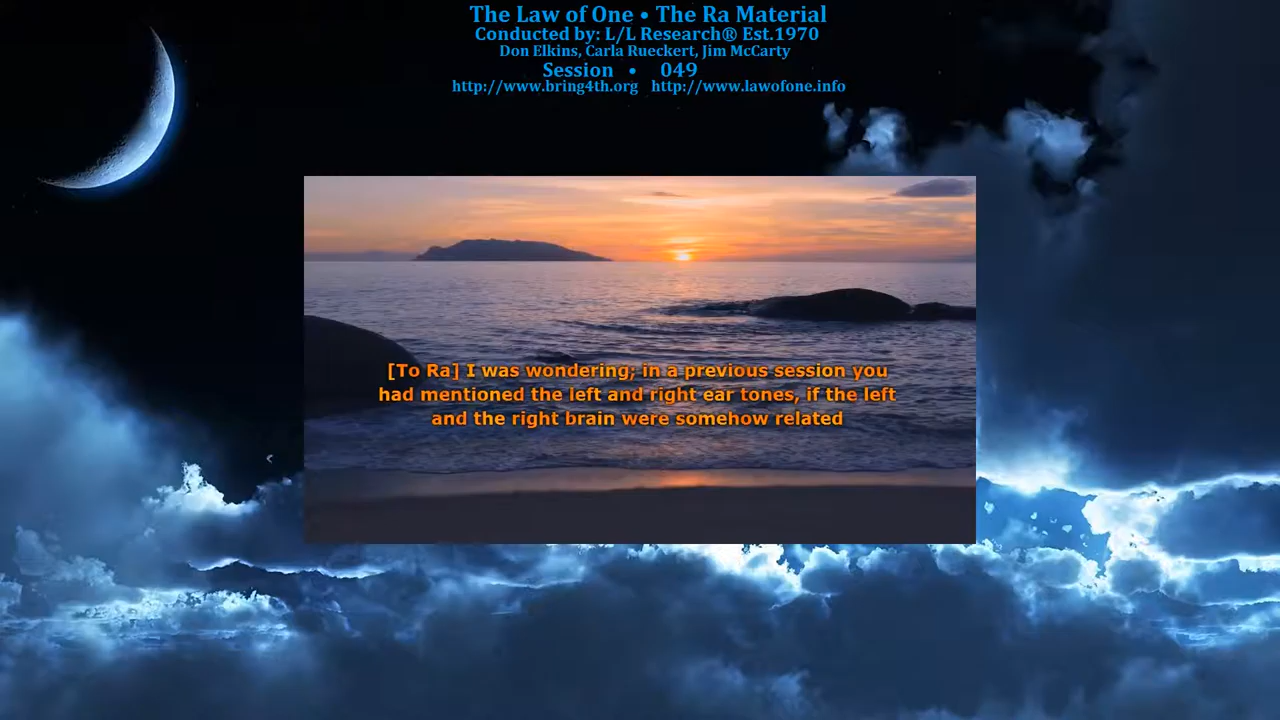 The Law of One • The Ra Material
Conducted by: L/L Research® Est.1970
Don Elkins, Carla Rueckert, Jim McCarty
Session • 049
http://www.bring4th.org http://www.lawofone.info
[To Ra] I was wondering; in a previous session you
had mentioned the left and right ear tones, if the left
and the right brain were somehow related